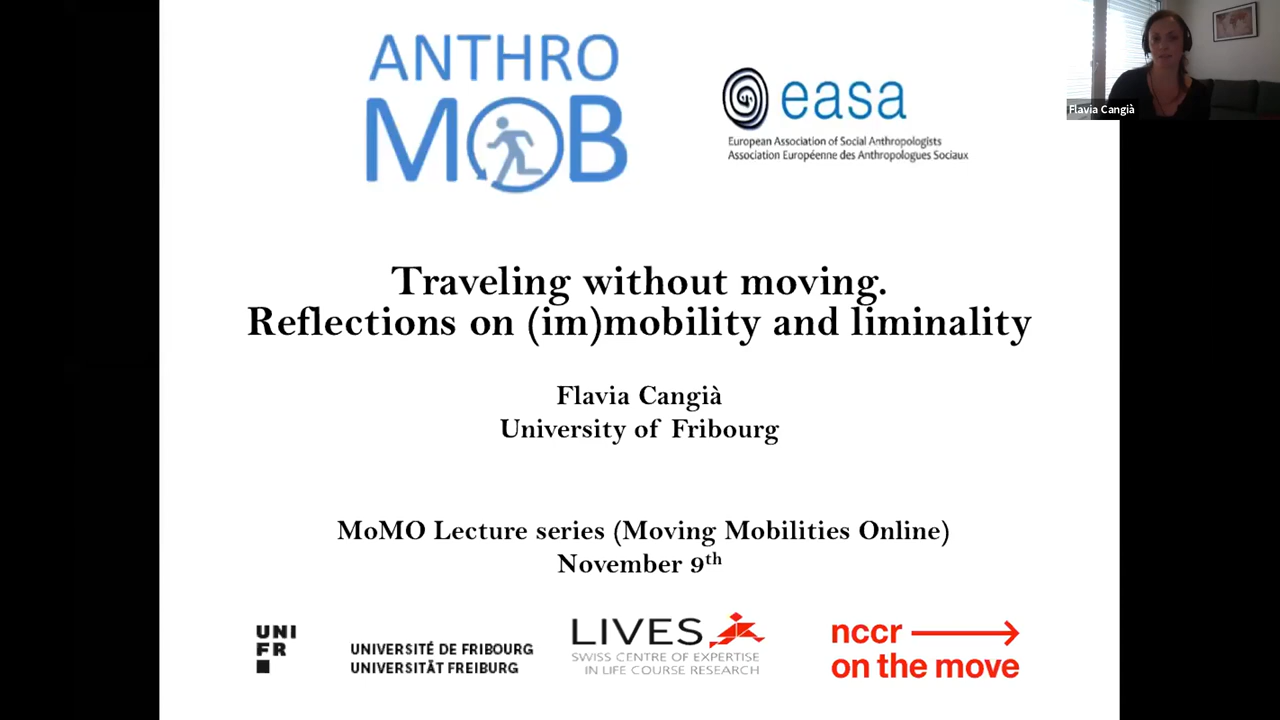 ANTHRO
MOB
easa
European Association of Social Anthropologists
Association Européenne des Anthropologues Sociaux
Flavia Cangià
Traveling without moving.
Reflections on (im)mobility and liminality
Flavia Cangià
University of Fribourg
MoMO Lecture series (Moving Mobilities Online)
November 9th
UNI
FR
UNIVERSITÉ DE FRIBOURG
UNIVERSITÄT FREIBURG
LIVES
SWISS CENTRE OF EXPERTISE
IN LIFE COURSE RESEARCH
nccr
on the move